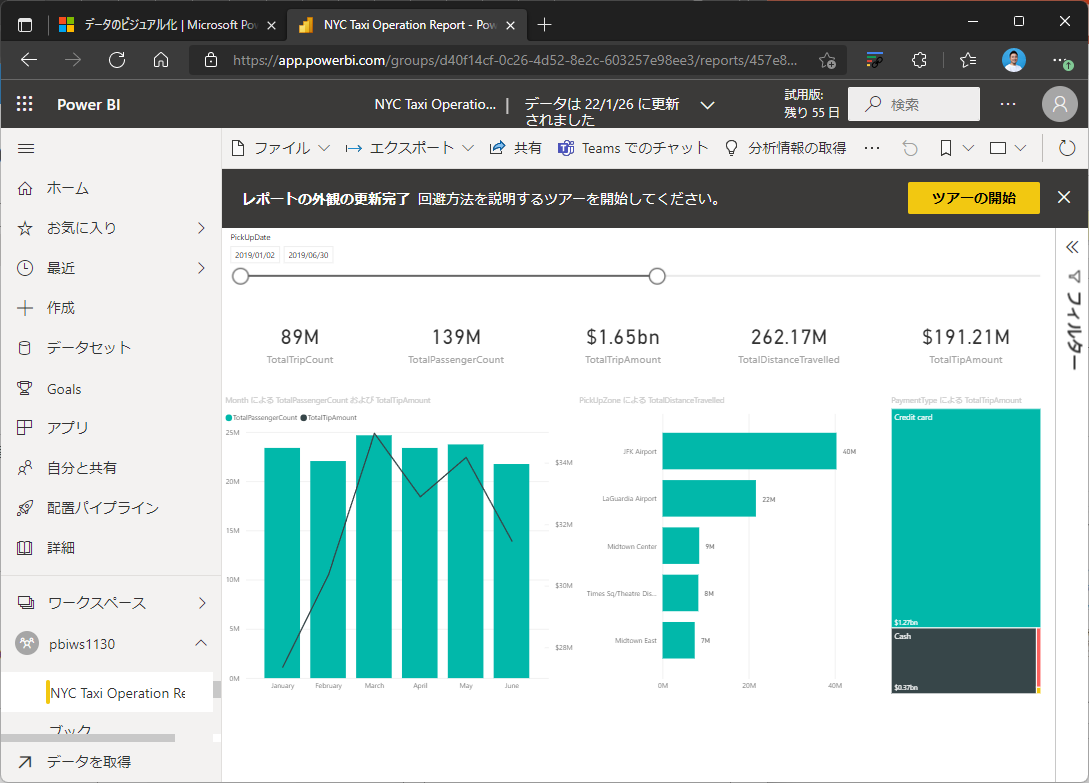 データのビジュアル化 | Microsoft Po
NYC Taxi Operation Report - Pow
https://app.powerbi.com/groups/d40f14cf-0c26-4d52-8e2c-603257e98ee3/reports/457e8...
Power BI
NYC Taxi Operatio... | データは 22/1/26 に更新されました
試用版:
残り 55 日
検索
ファイル エクスポート 共有 Teams でのチャット 分析情報の取得
レポートの外観の更新完了 回避方法を説明するツアーを開始してください。
ツアーの開始
ホーム
お気に入り
最近
作成
データセット
Goals
アプリ
自分と共有
配置パイプライン
詳細
ワークスペース
pbiws1130
NYC Taxi Operation Re
ブック
データを取得
フィルター
PickUpDate
2019/01/02 2019/06/30
89M
TotalTripCount
139M
TotalPassengerCount
$1.65bn
TotalTripAmount
262.17M
TotalDistanceTravelled
$191.21M
TotalTipAmount
Month による TotalPassengerCount および TotalTipAmount
TotalPassengerCount TotalTipAmount
25M
20M
15M
10M
5M
0M
$34M
$32M
$30M
$28M
January February March April May June
PickUpZone による TotalDistanceTravelled
JFK Airport 40M
LaGuardia Airport 22M
Midtown Center 9M
Times Sq/Theatre Dis... 8M
Midtown East 7M
0M 20M 40M
PaymentType による TotalTripAmount
Credit card
$1.27bn
Cash
$0.37bn